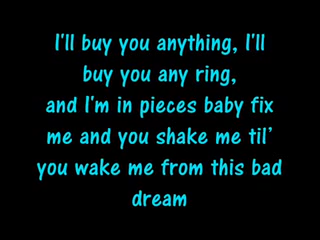 I'll buy you anything, I'll
buy you any ring,
and I'm in pieces baby fix
me and you shake me til’
you wake me from this bad
dream